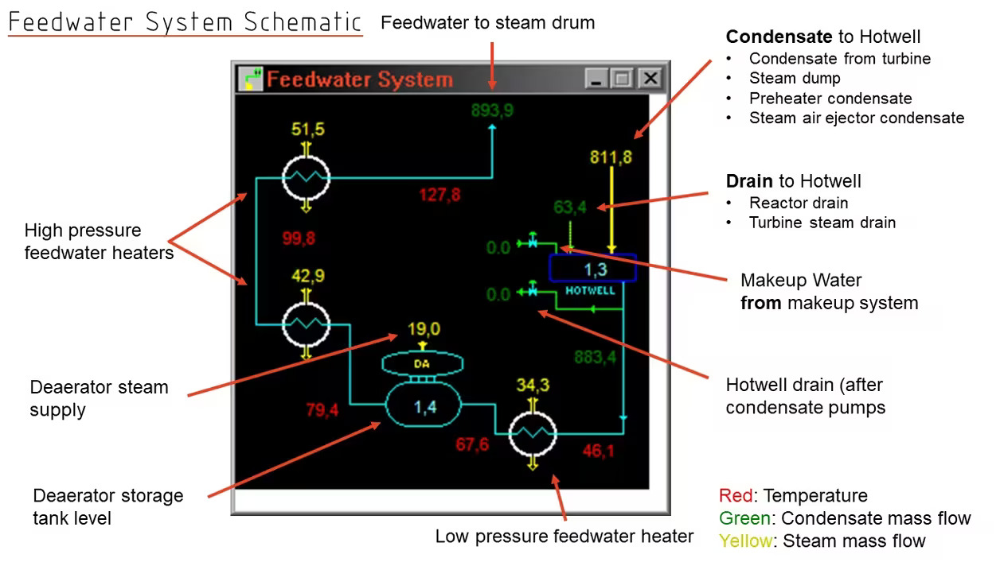 Feedwater System Schematic
Feedwater to steam drum
Condensate to Hotwell
• Condensate from turbine
• Steam dump
• Preheater condensate
• Steam air ejector condensate
Feedwater System
893,9
51,5
811,8
127,8
63,4
Drain to Hotwell
• Reactor drain
• Turbine steam drain
High pressure
feedwater heaters
99,8
0.0
1,3
HOTWELL
Makeup Water
from makeup system
42,9
0.0
19,0
DA
883,4
Deaerator steam
supply
34,3
Hotwell drain (after
condensate pumps
79,4
1,4
67,6
46,1
Deaerator storage
tank level
Low pressure feedwater heater
Red: Temperature
Green: Condensate mass flow
Yellow: Steam mass flow